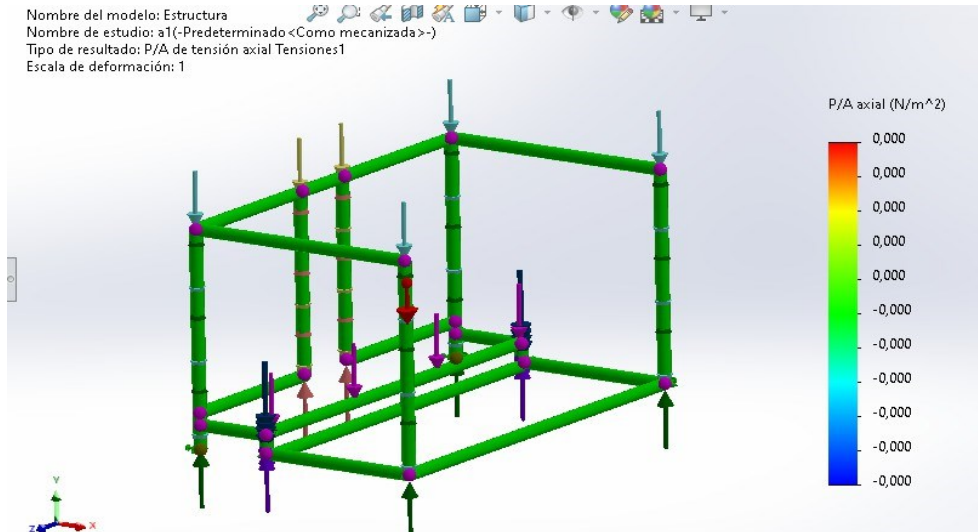 Nombre del modelo: Estructura
Nombre de estudio: a1(-Predeterminado<Como mecanizada>-)
Tipo de resultado: P/A de tensión axial Tensiones1
Escala de deformación: 1
P/A axial (N/m^2)
0,000
0,000
0,000
0,000
0,000
-0,000
-0,000
-0,000
-0,000
-0,000
-0,000
Y
Z
X